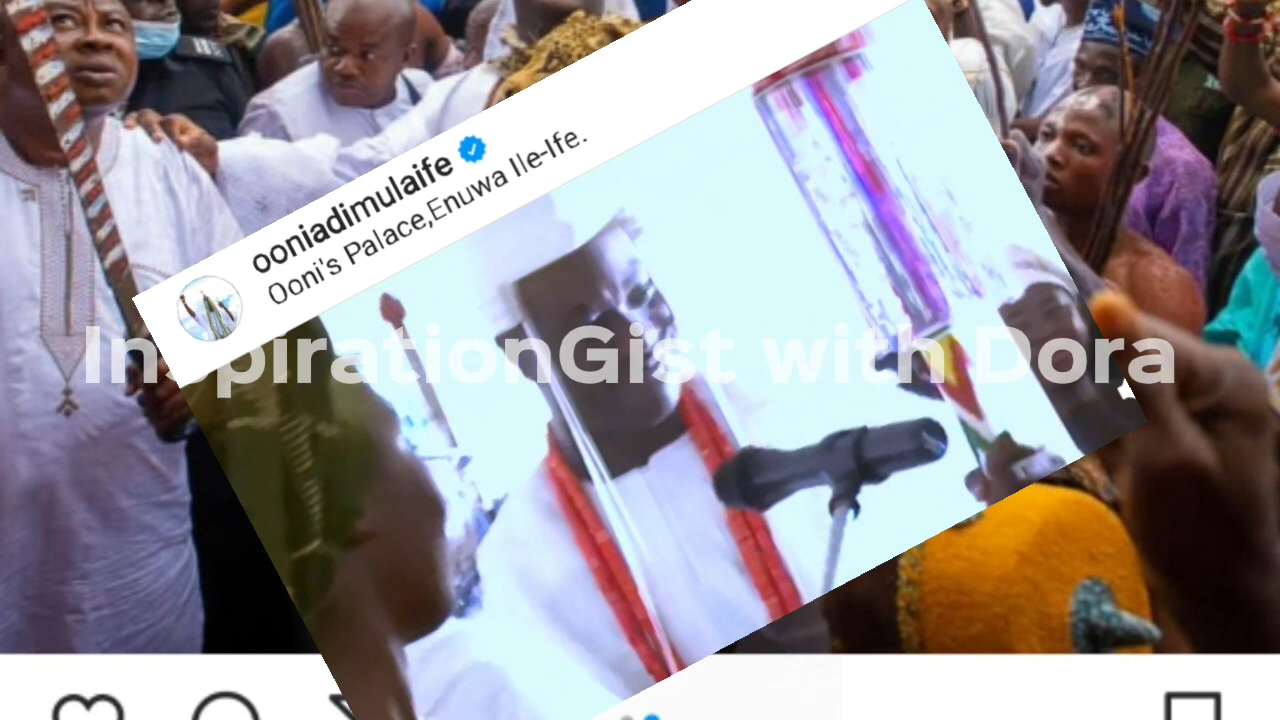 ooniadimulaife
Ooni's Palace,Enuwa Ile-Ife.
InspirationGist with Dora